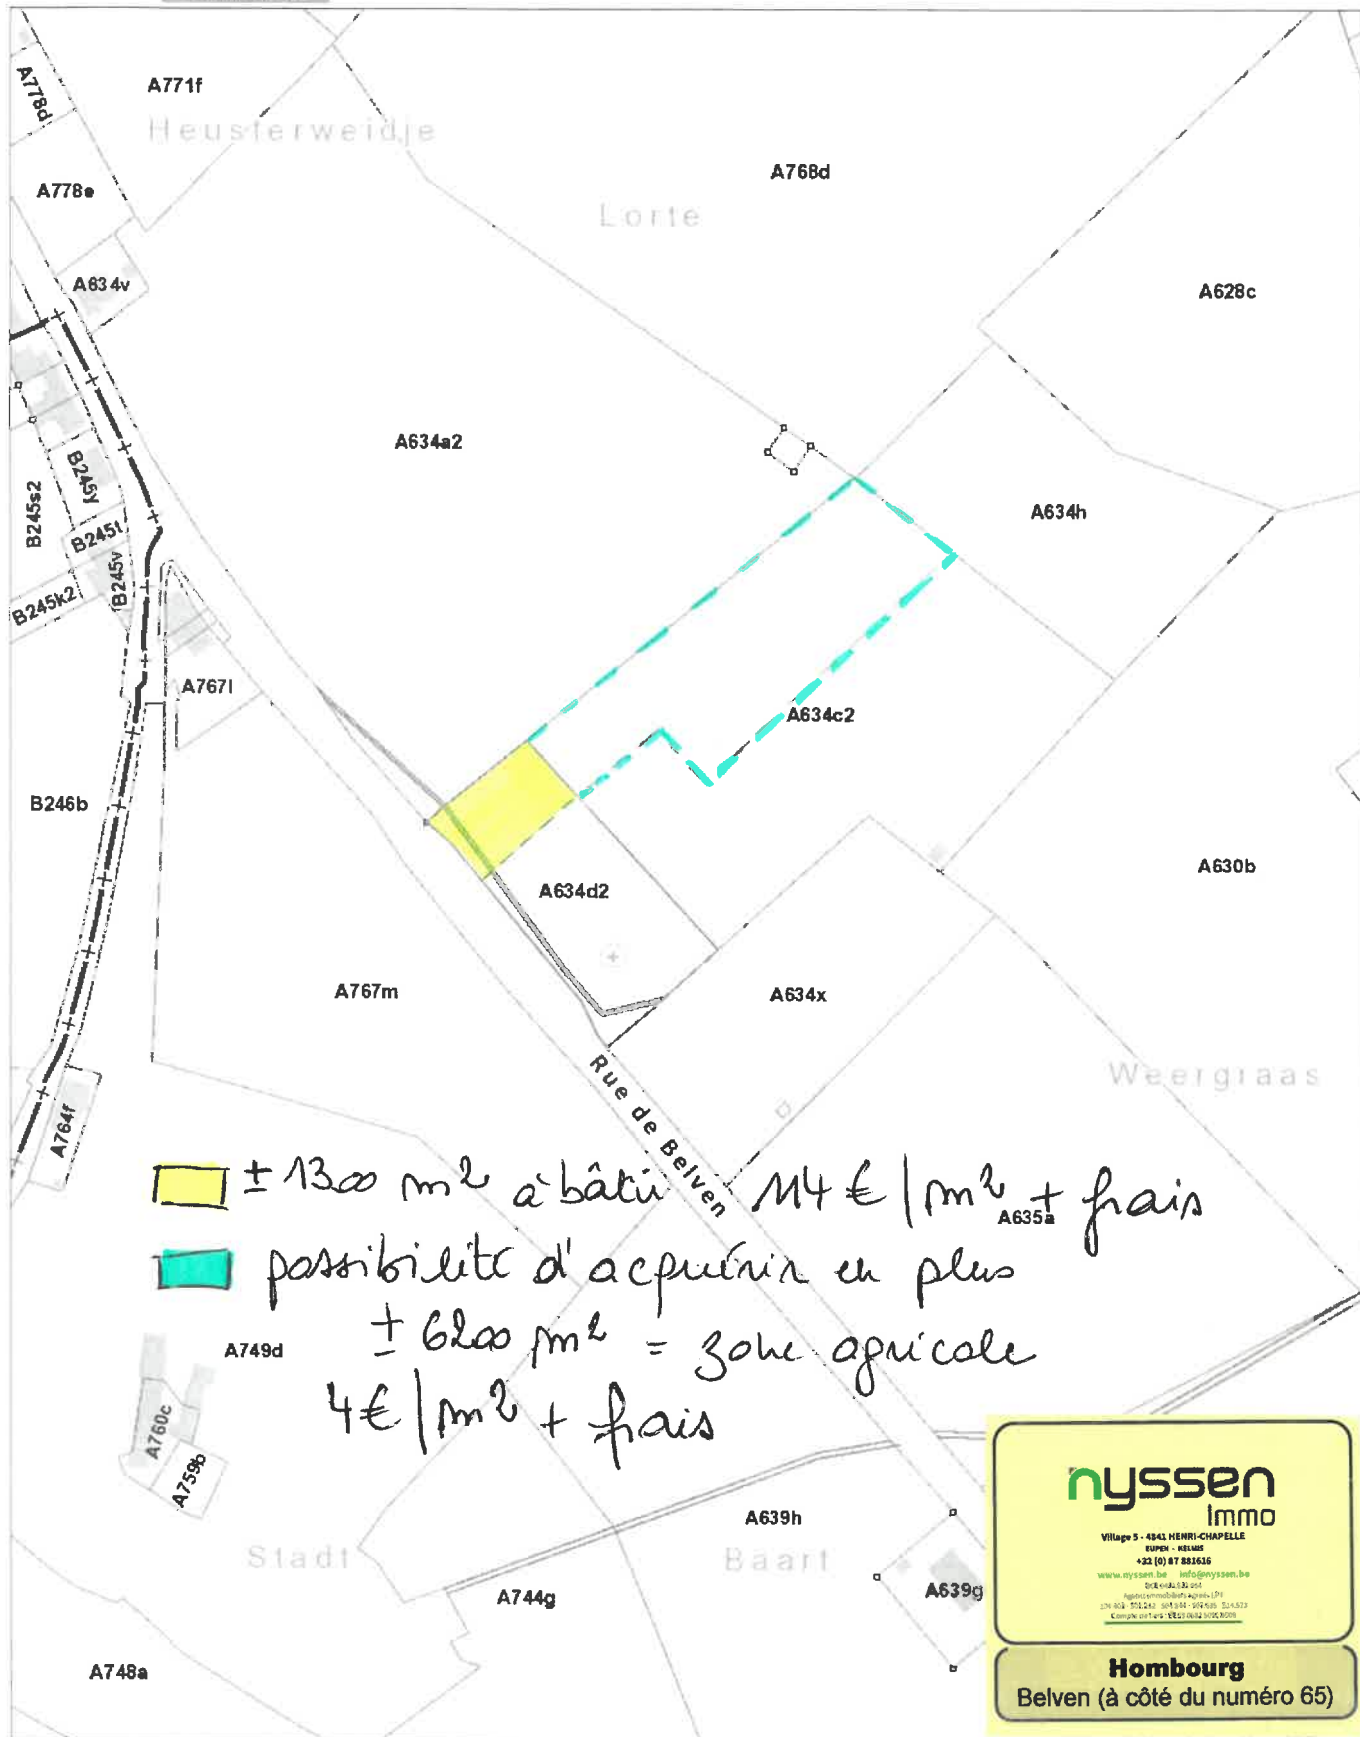 A771f
A778d
Heusterweidje
A778e
A768d
Lorte
A634v
A628c
A634a2
B245s2
B245y
B245t
B245v
B245k2
A634h
A767l
A634c2
B246b
A634d2
A630b
A767m
A634x
Weergraas
Rue de Belven
A764f
± 1300 m² à bâtir 114 € / m² + frais
A635a
possibilité d'acquérir en plus
± 6200 m² = zone agricole
4 € / m² + frais
A749d
A760c
A759b
Stadt
A639h
Baart
A744g
A639g
A748a
nyssen
Immo
Village 5 - 4841 HENRI-CHAPELLE
EUPEN - KELMIS
+32 (0) 87 881616
www.nyssen.be info@nyssen.be
Hombourg
Belven (à côté du numéro 65)